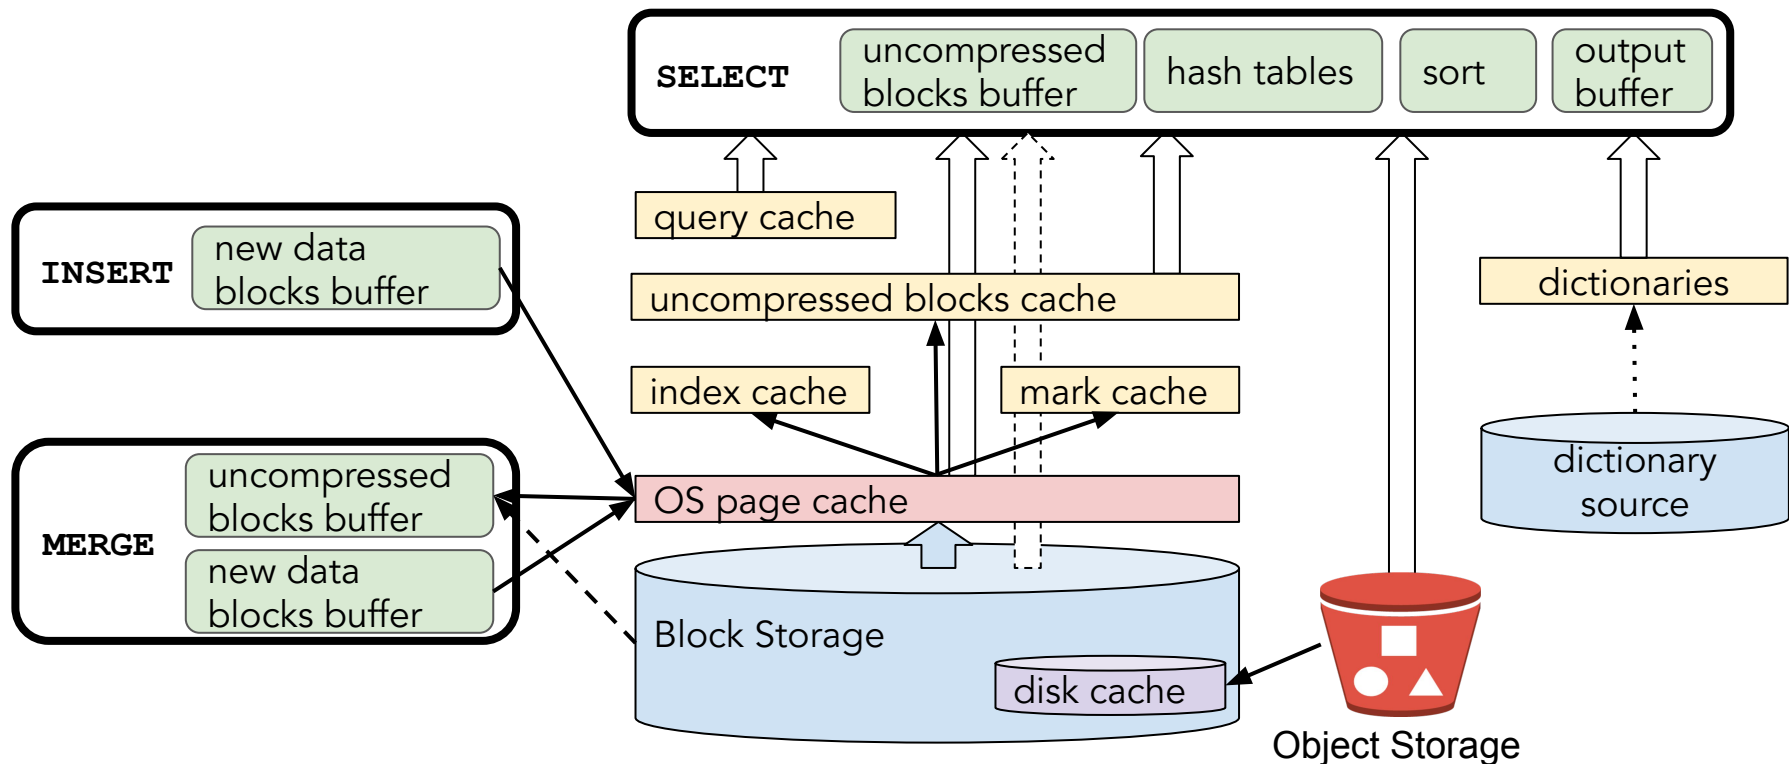 SELECT
uncompressed
blocks buffer
hash tables
sort
output
buffer
query cache
INSERT
new data
blocks buffer
uncompressed blocks cache
dictionaries
index cache
mark cache
MERGE
uncompressed
blocks buffer
new data
blocks buffer
OS page cache
dictionary
source
Block Storage
disk cache
Object Storage